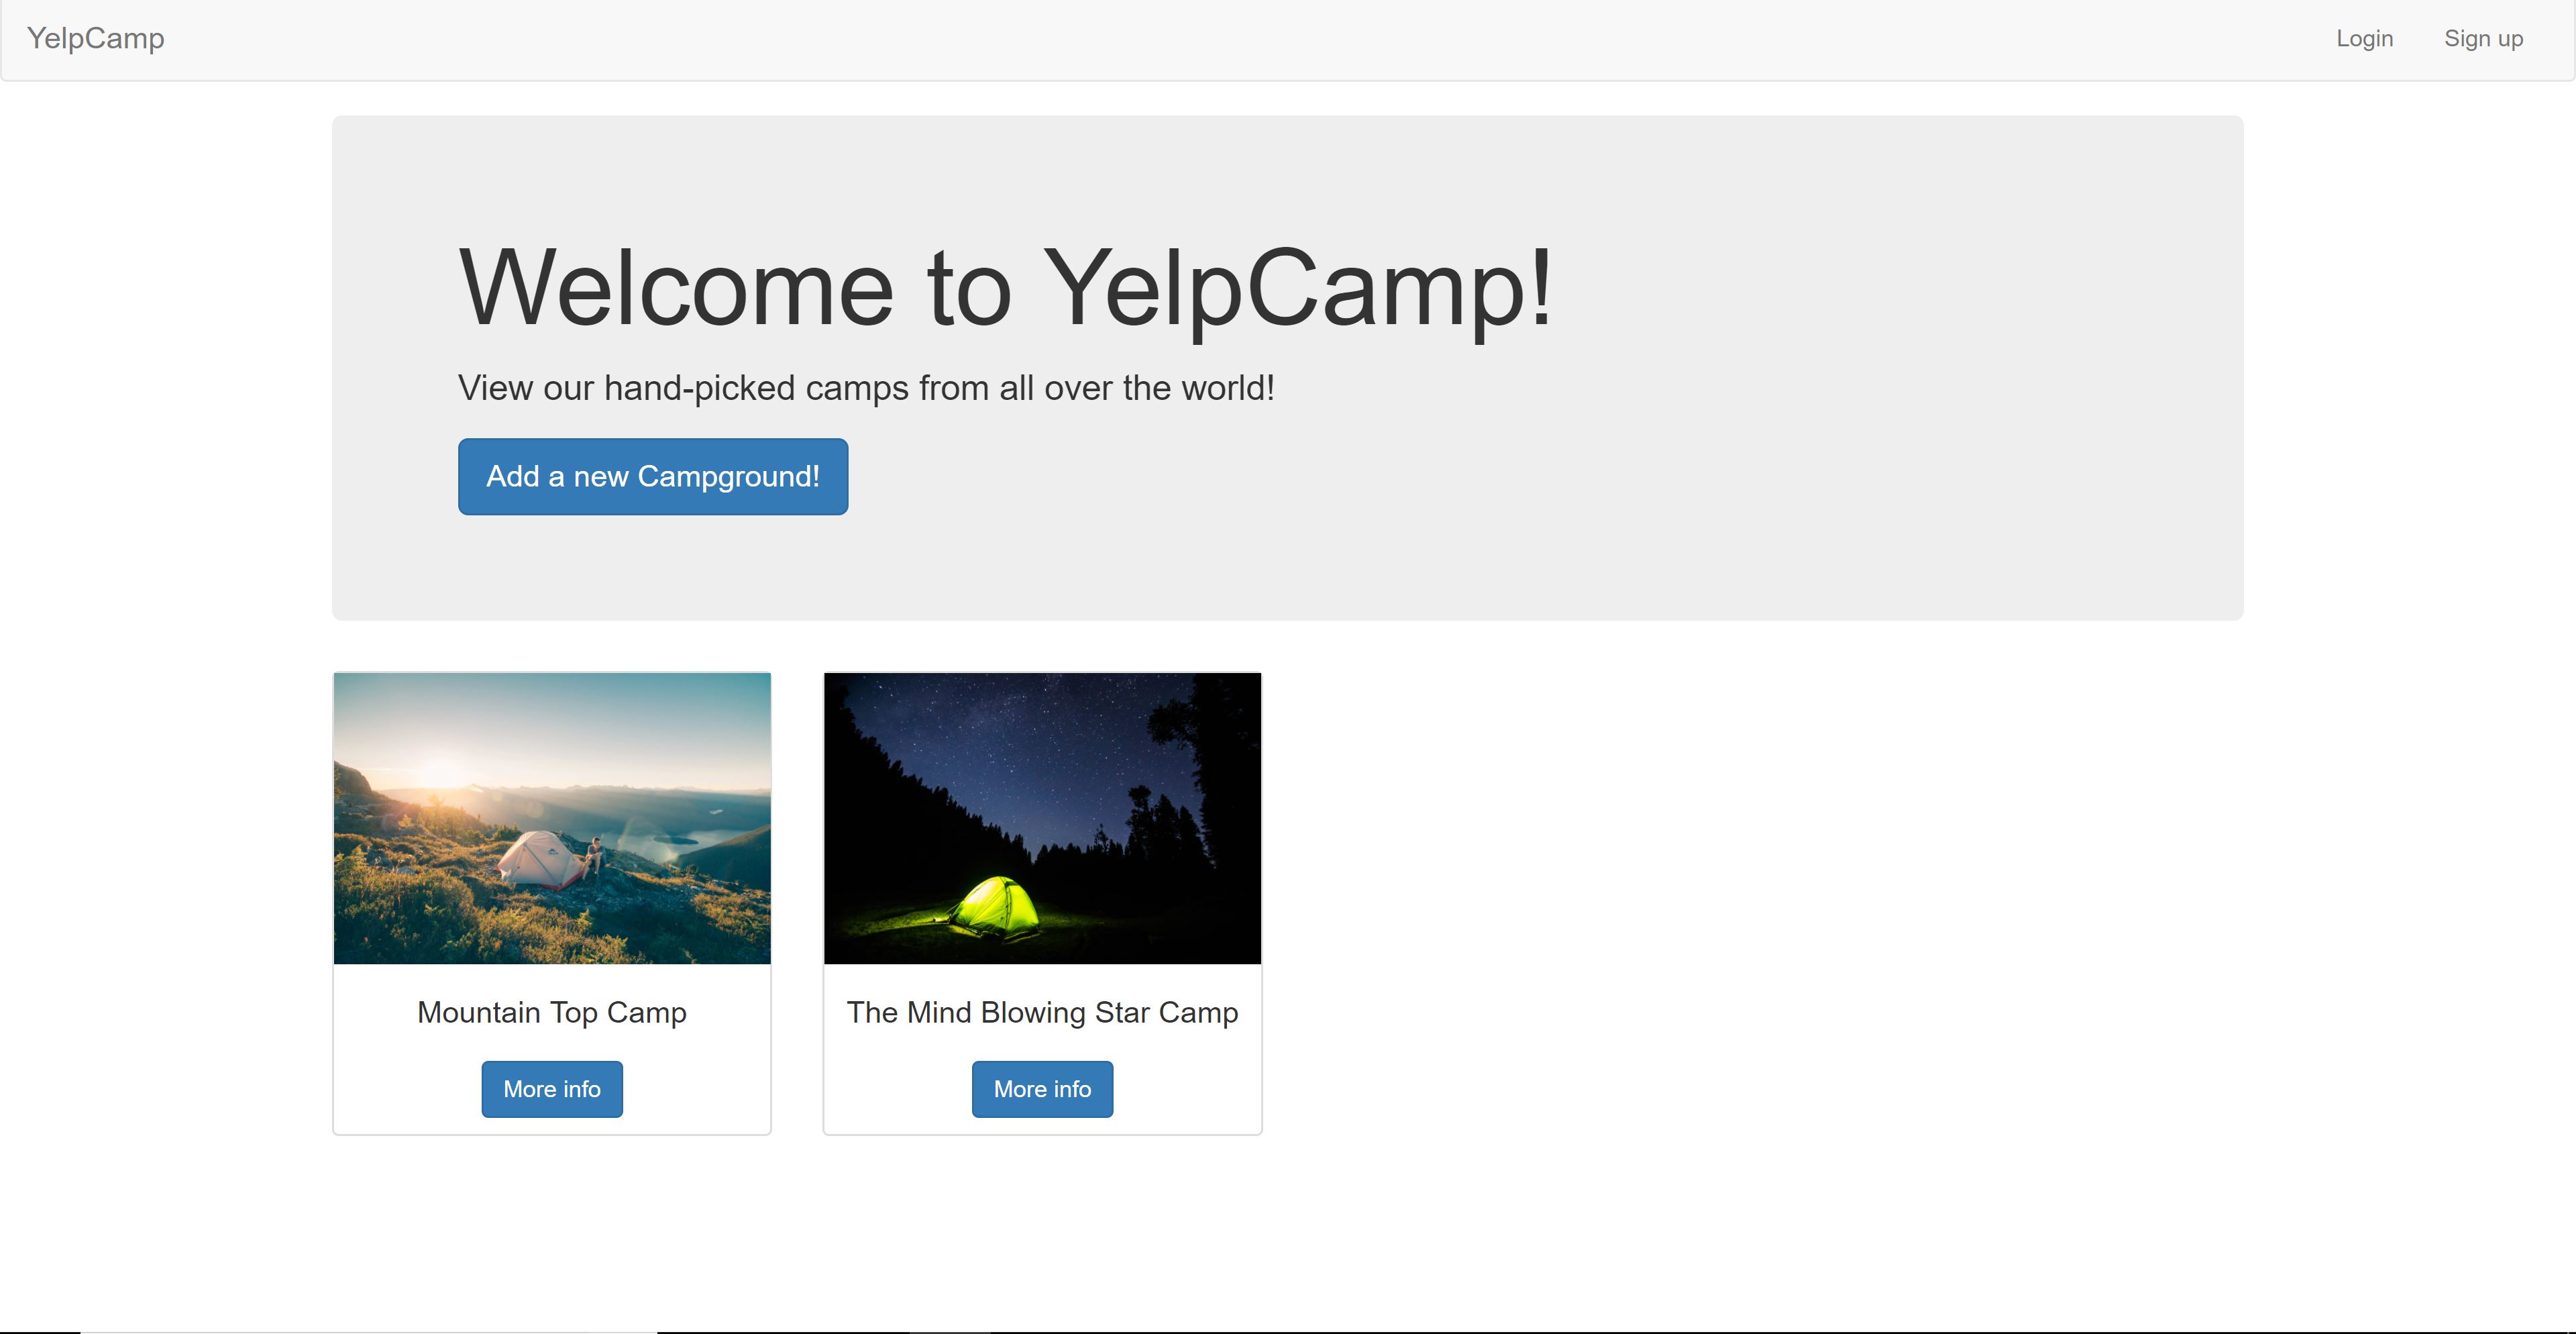 YelpCamp
Login
Sign up
Welcome to YelpCamp!
View our hand-picked camps from all over the world!
Add a new Campground!
Mountain Top Camp
The Mind Blowing Star Camp
More info
More info